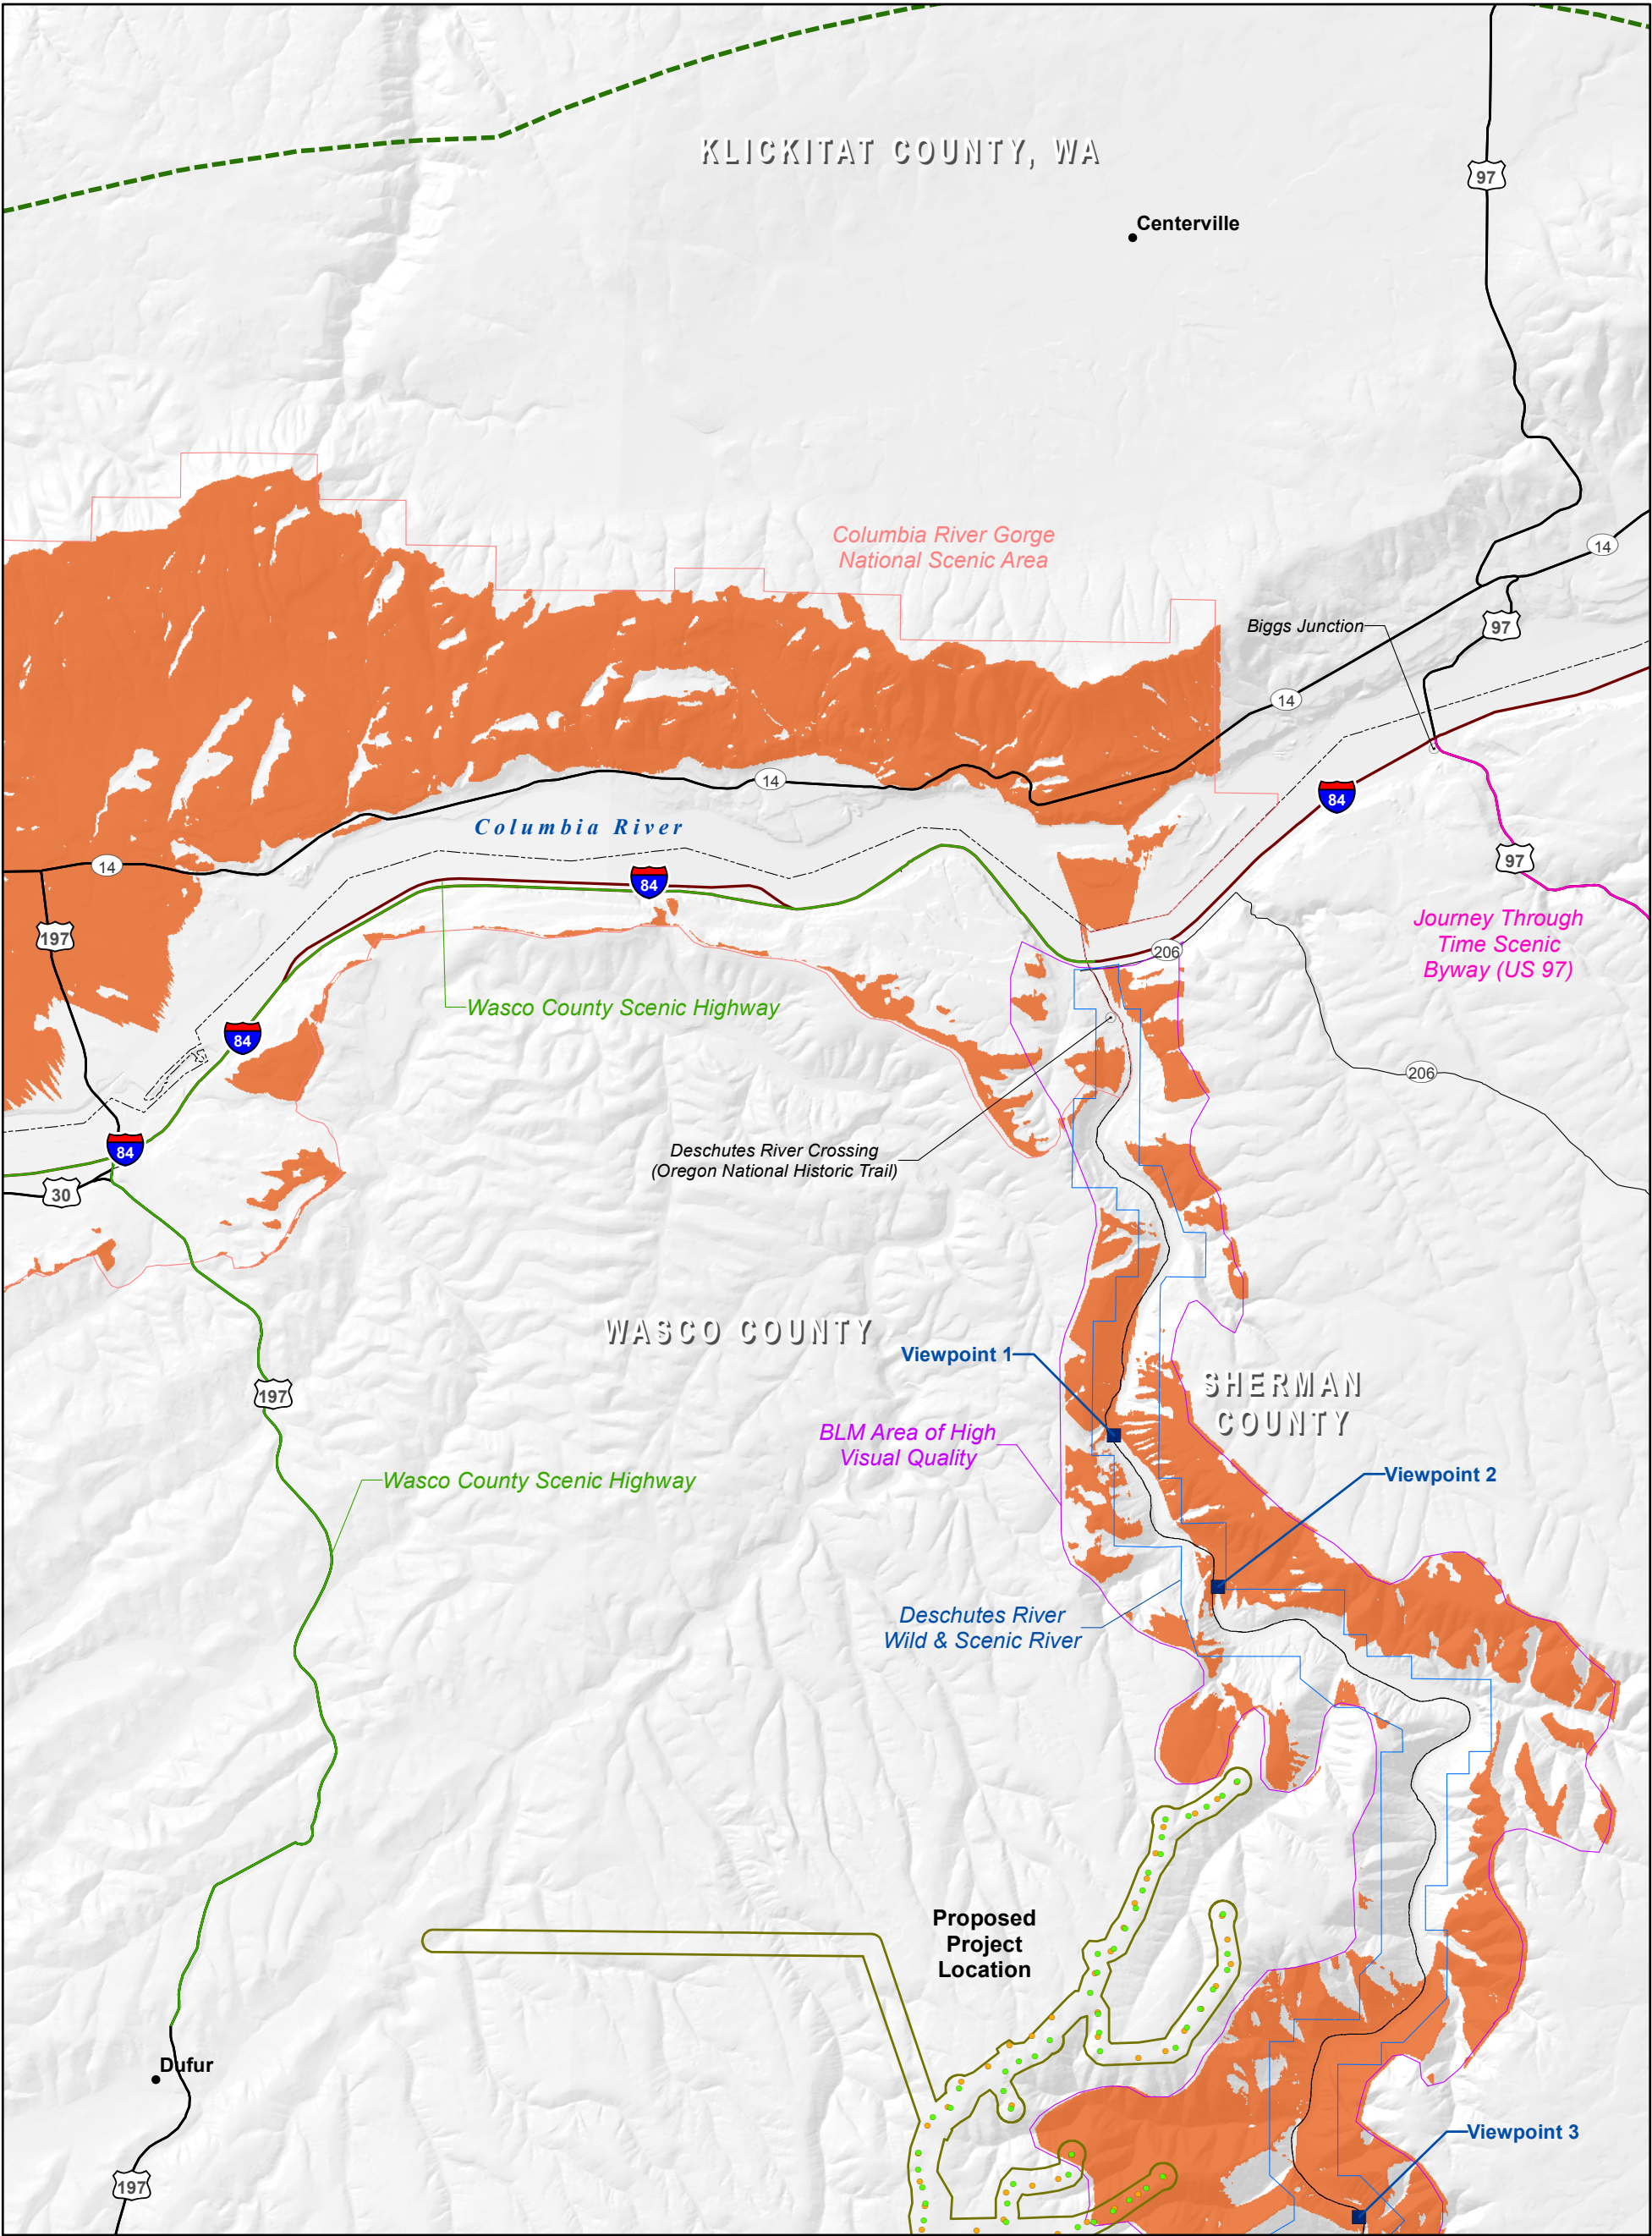 KLICKITAT COUNTY, WA
97
Centerville
Columbia River Gorge
National Scenic Area
14
Biggs Junction
97
14
14
84
Columbia River
97
14
84
197
Journey Through
Time Scenic
Byway (US 97)
206
Wasco County Scenic Highway
84
206
84
Deschutes River Crossing
(Oregon National Historic Trail)
30
WASCO COUNTY
Viewpoint 1
SHERMAN
COUNTY
197
BLM Area of High
Visual Quality
Viewpoint 2
Wasco County Scenic Highway
Deschutes River
Wild & Scenic River
Proposed
Project
Location
Dufur
Viewpoint 3
197